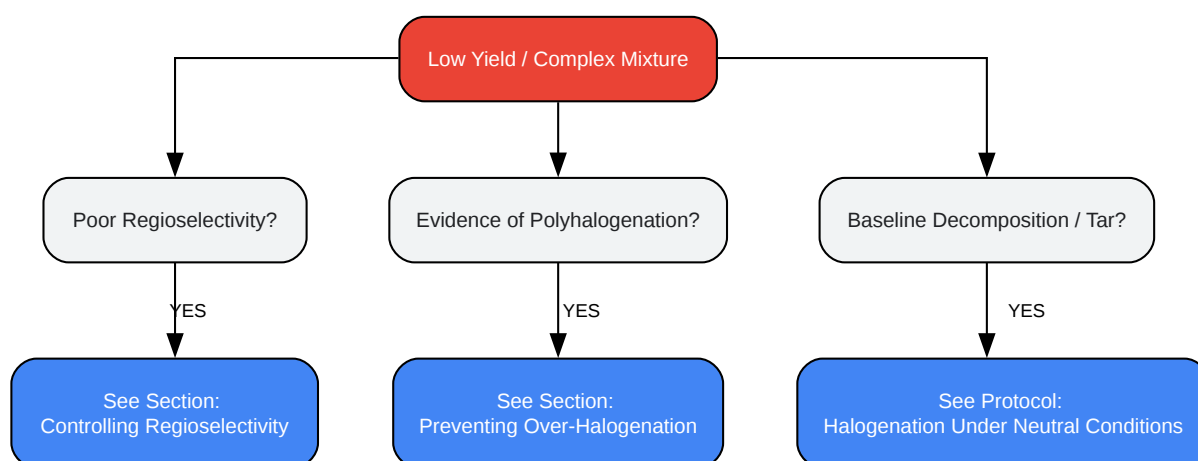 Low Yield / Complex Mixture
Poor Regioselectivity?
Evidence of Polyhalogenation?
Baseline Decomposition / Tar?
YES
YES
YES
See Section:
Controlling Regioselectivity
See Section:
Preventing Over-Halogenation
See Protocol:
Halogenation Under Neutral Conditions